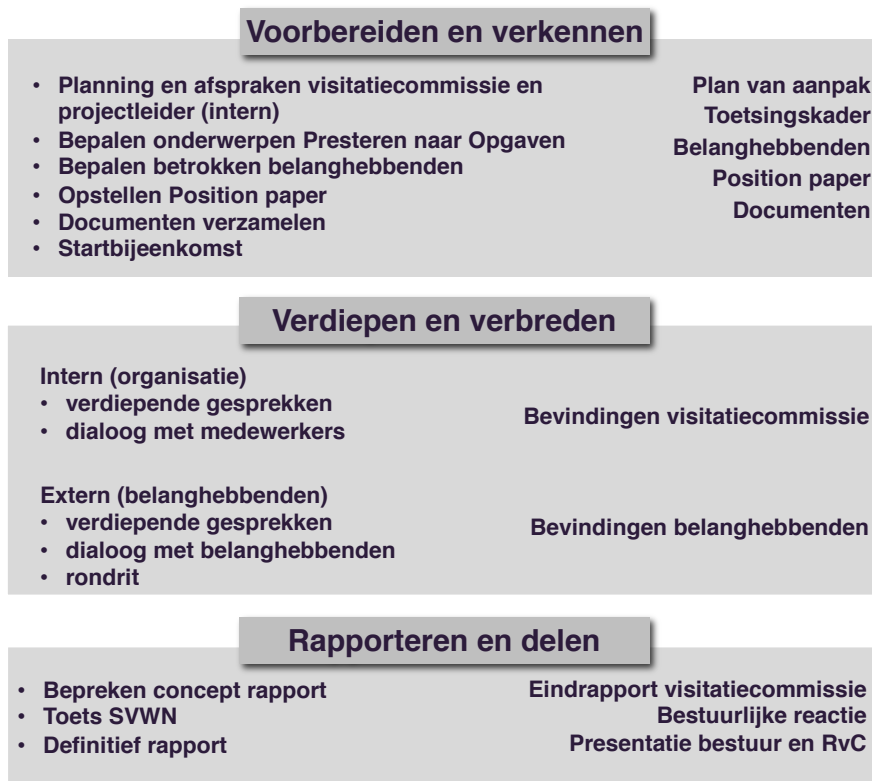 Voorbereiden en verkennen
• Planning en afspraken visitatiecommissie en
projectleider (intern)
• Bepalen onderwerpen Presteren naar Opgaven
• Bepalen betrokken belanghebbenden
• Opstellen Position paper
• Documenten verzamelen
• Startbijeenkomst
Plan van aanpak
Toetsingskader
Belanghebbenden
Position paper
Documenten
Verdiepen en verbreden
Intern (organisatie)
• verdiepende gesprekken
• dialoog met medewerkers
Bevindingen visitatiecommissie
Extern (belanghebbenden)
• verdiepende gesprekken
• dialoog met belanghebbenden
• rondrit
Bevindingen belanghebbenden
Rapporteren en delen
• Bepreken concept rapport
• Toets SVWN
• Definitief rapport
Eindrapport visitatiecommissie
Bestuurlijke reactie
Presentatie bestuur en RvC